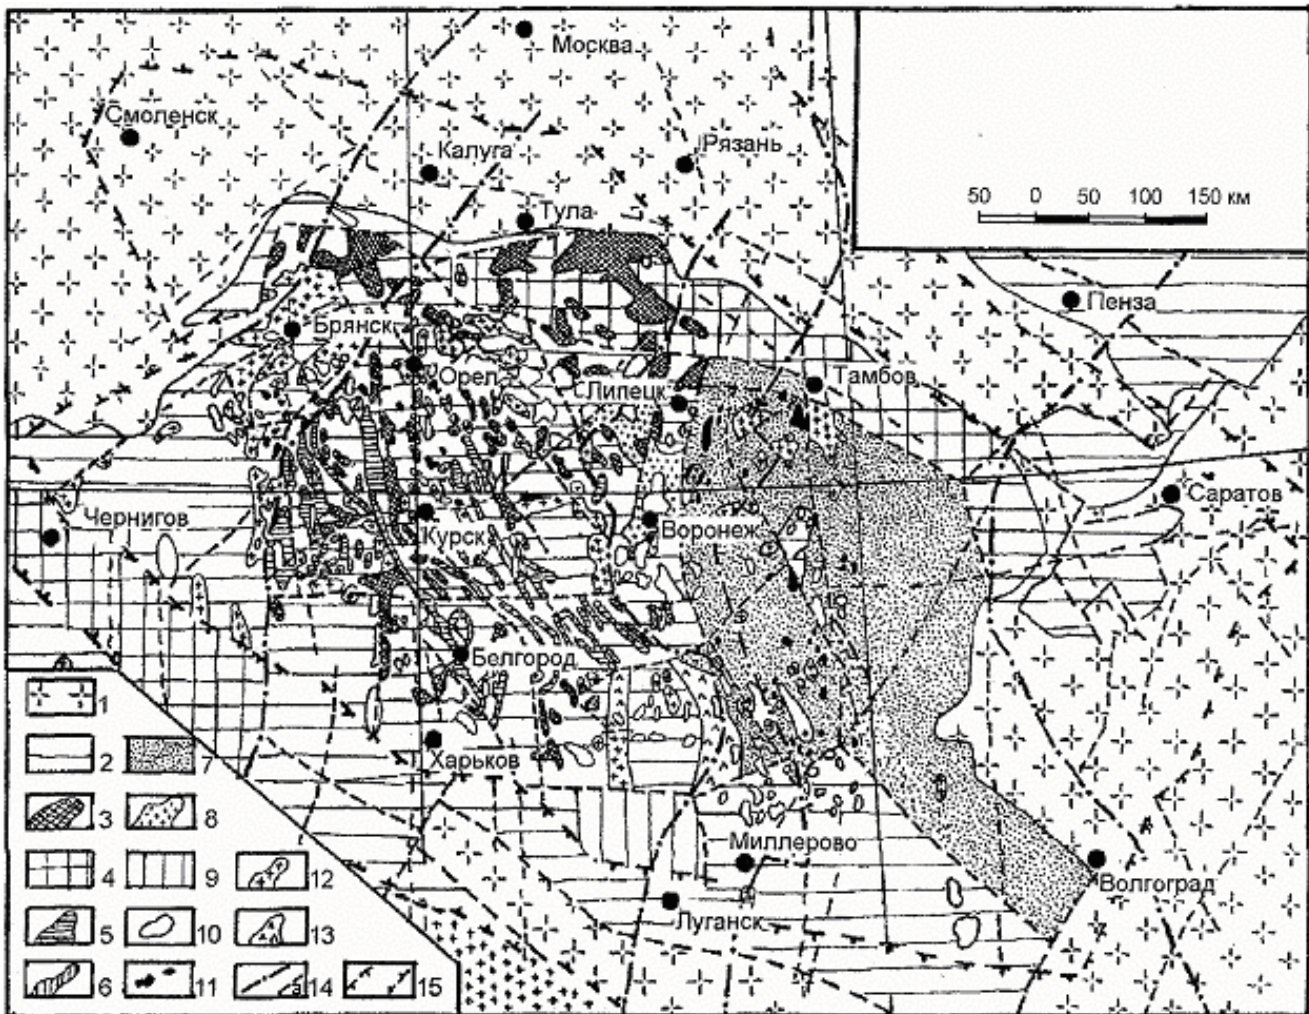 Москва
Смоленск
Калуга
Рязань
50 0 50 100 150 км
Тула
Пенза
Брянск
Орел
Тамбов
Липецк
Саратов
Чернигов
Курск
Воронеж
Белгород
Харьков
Миллерово
Волгоград
Луганск
1
2 7
3 8
4 9 12
5 10 13
6 11 a 14 15